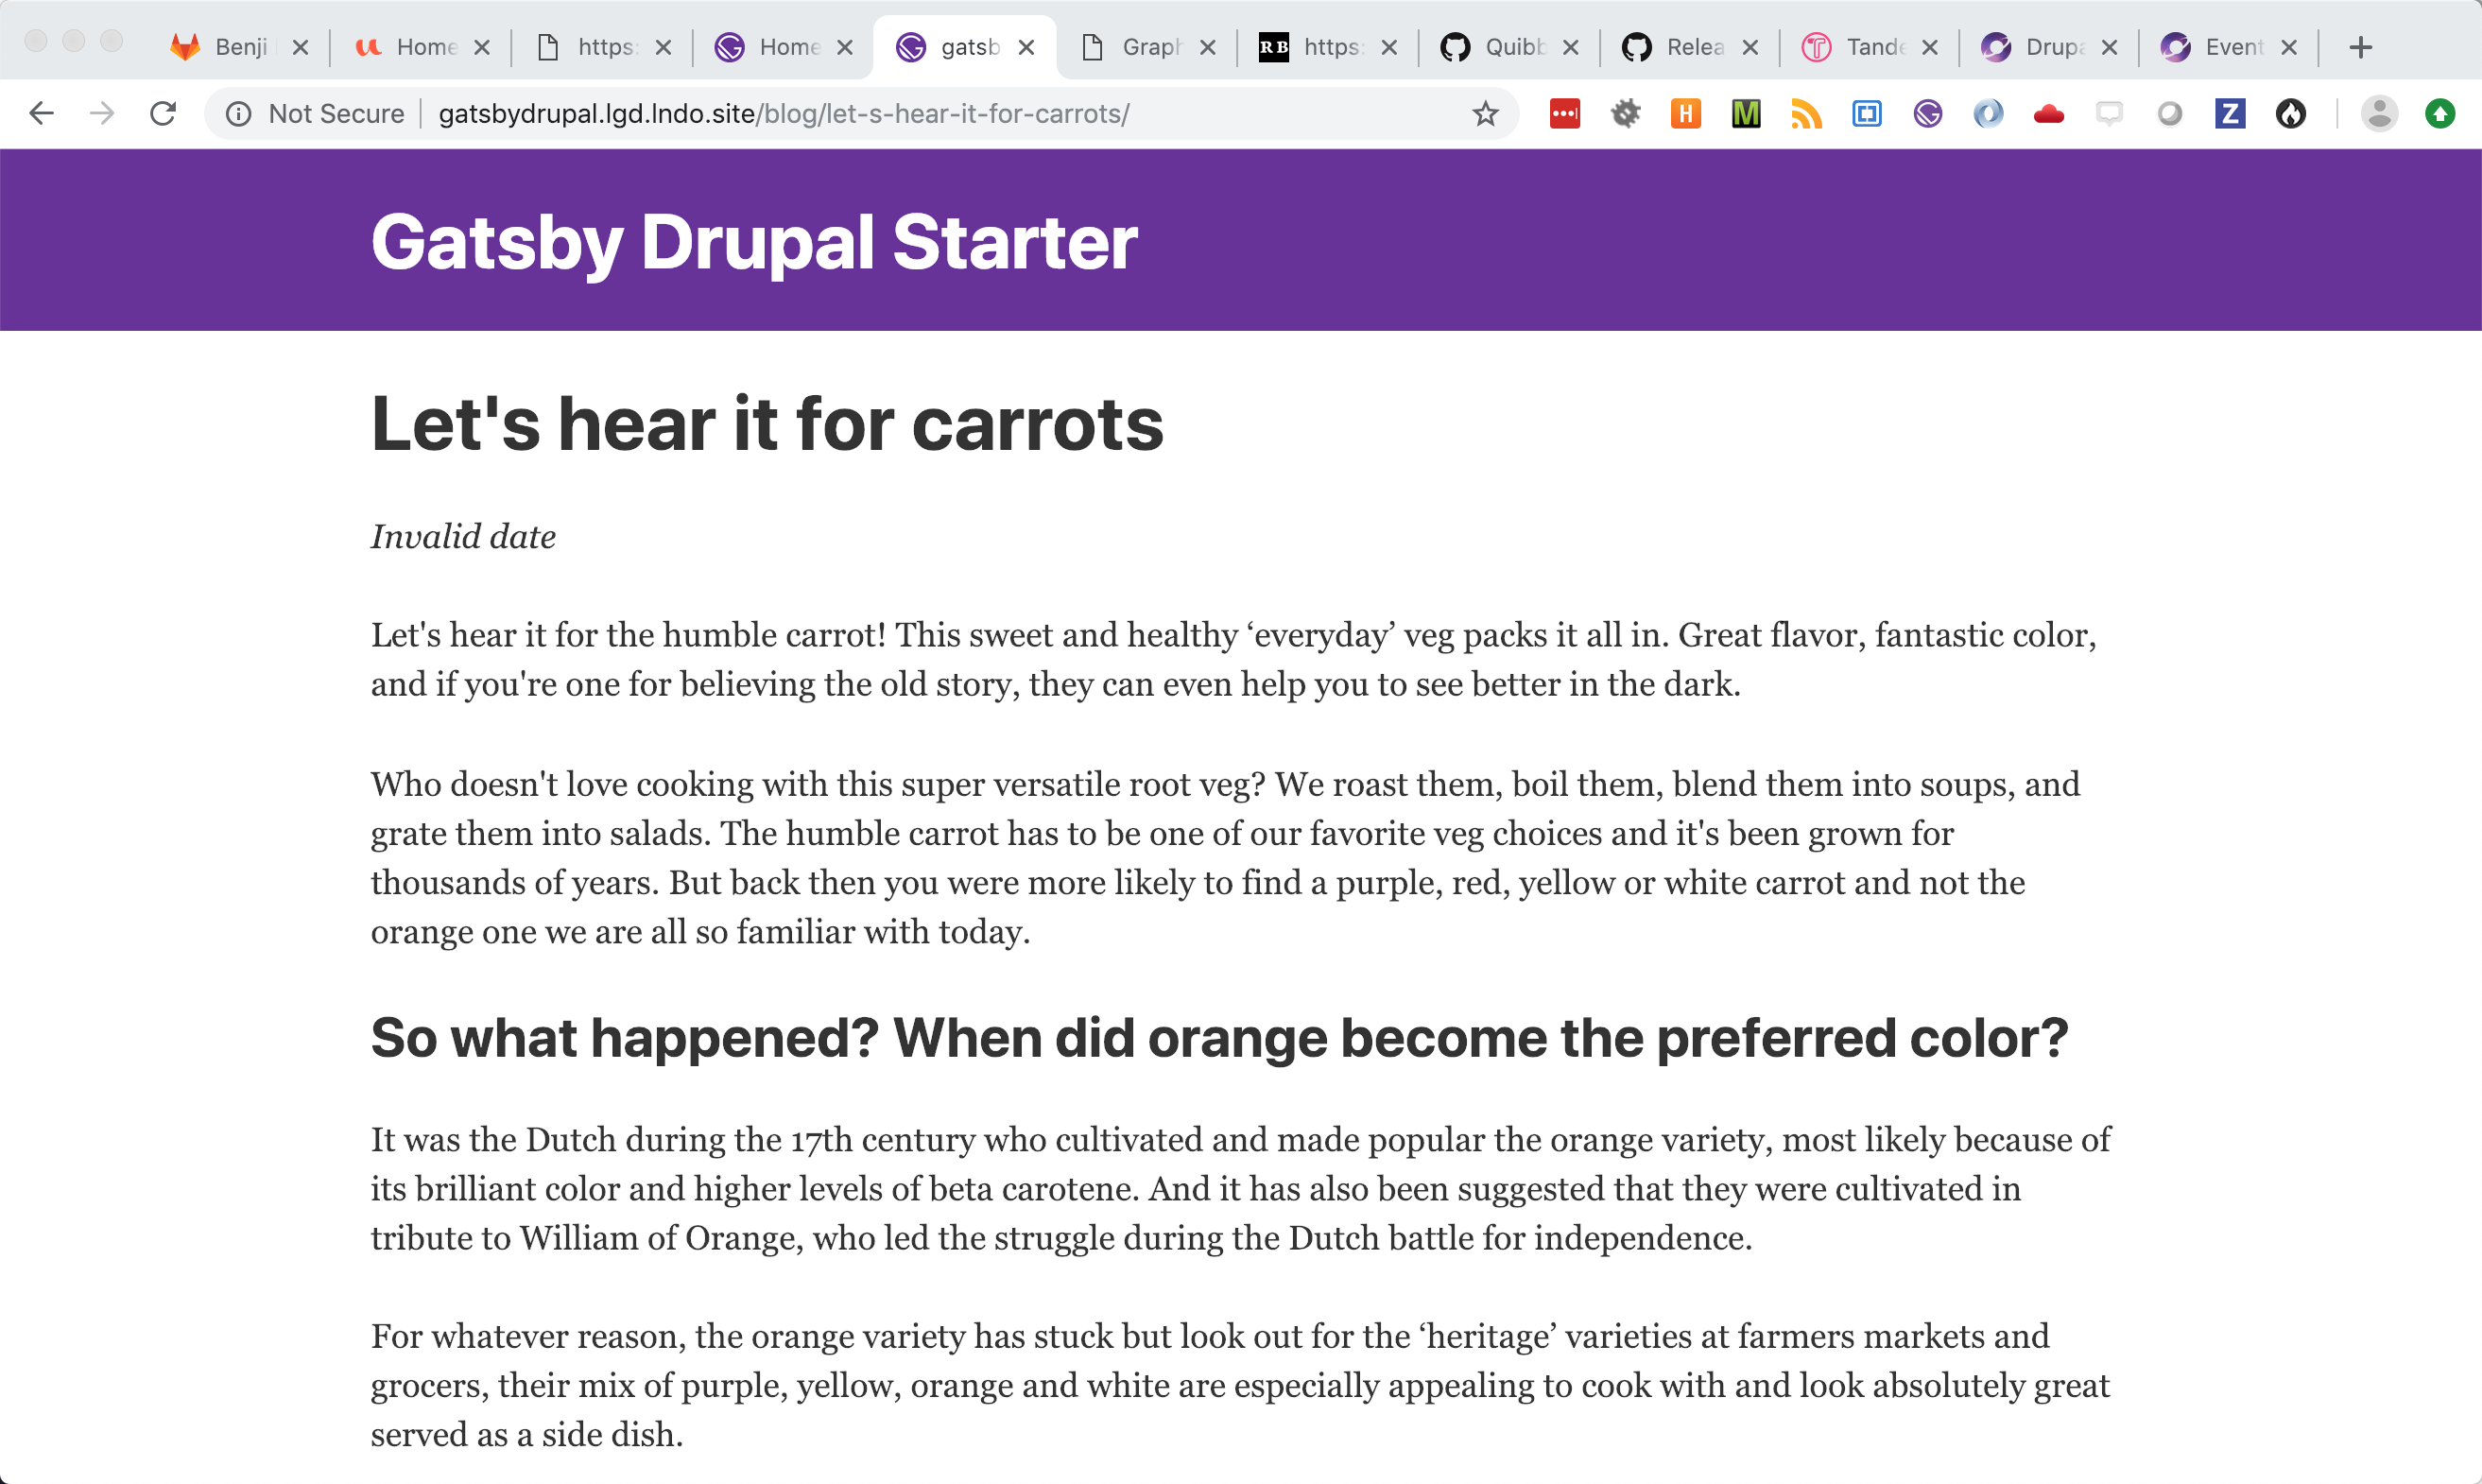 Benji Home https: Home gatsb Graph https: Quibb Relea Tande Drupa Event
Not Secure gatsbydrupal.lgd.lndo.site/blog/let-s-hear-it-for-carrots/
Gatsby Drupal Starter
Let's hear it for carrots
Invalid date
Let's hear it for the humble carrot! This sweet and healthy ‘everyday’ veg packs it all in. Great flavor, fantastic color,
and if you're one for believing the old story, they can even help you to see better in the dark.
Who doesn't love cooking with this super versatile root veg? We roast them, boil them, blend them into soups, and
grate them into salads. The humble carrot has to be one of our favorite veg choices and it's been grown for
thousands of years. But back then you were more likely to find a purple, red, yellow or white carrot and not the
orange one we are all so familiar with today.
So what happened? When did orange become the preferred color?
It was the Dutch during the 17th century who cultivated and made popular the orange variety, most likely because of
its brilliant color and higher levels of beta carotene. And it has also been suggested that they were cultivated in
tribute to William of Orange, who led the struggle during the Dutch battle for independence.
For whatever reason, the orange variety has stuck but look out for the ‘heritage’ varieties at farmers markets and
grocers, their mix of purple, yellow, orange and white are especially appealing to cook with and look absolutely great
served as a side dish.